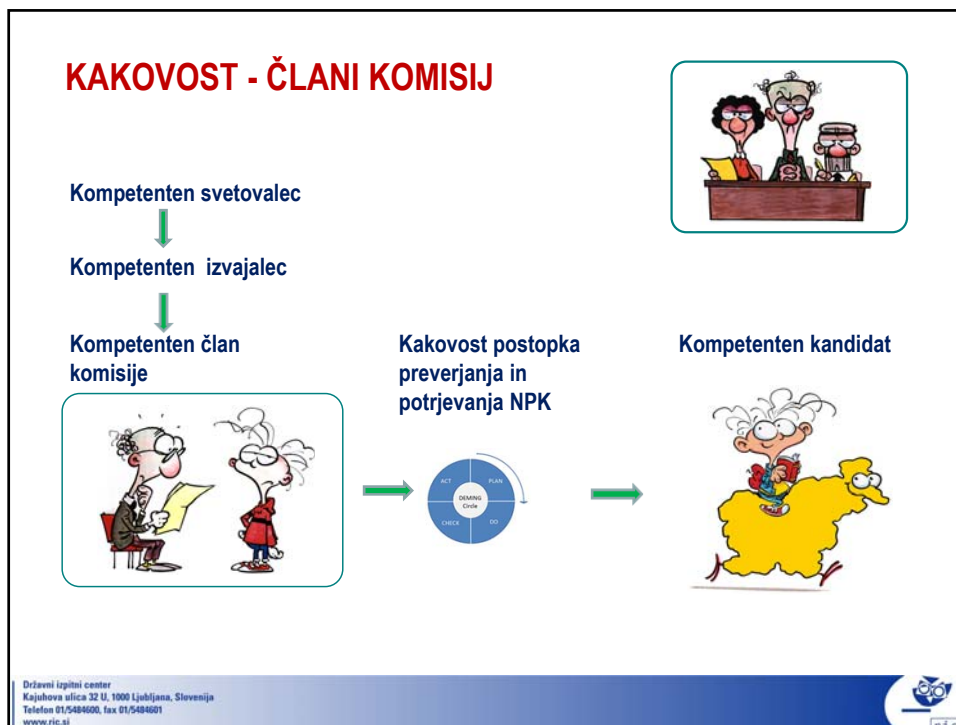 KAKOVOST - ČLANI KOMISIJ
Kompetenten svetovalec
Kompetenten izvajalec
Kompetenten član
komisije
Kakovost postopka
preverjanja in
potrjevanja NPK
Kompetenten kandidat
ACT
PLAN
DEMING
Circle
CHECK
DO
Državni izpitni center
Kajuhova ulica 32 U, 1000 Ljubljana, Slovenija
Telefon 01/5484600, fax 01/5484601
www.ric.si